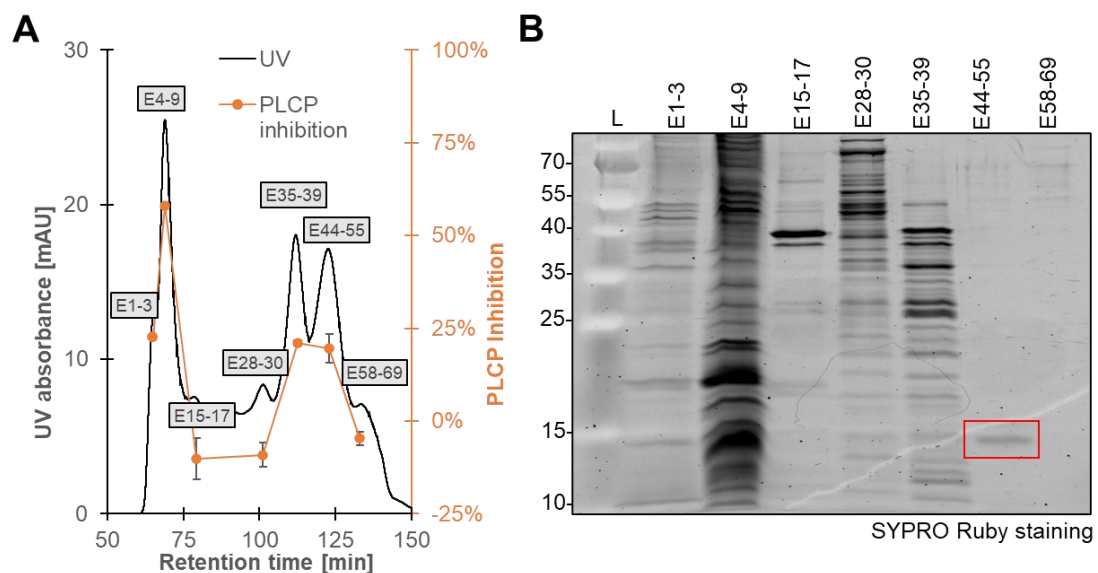 A
30
20
10
0
UV absorbance [mAU]
50
75
100
125
150
Retention time [min]
100%
75%
50%
25%
0%
-25%
PLCP Inhibition
UV
PLCP
inhibition
E4-9
E35-39
E44-55
E1-3
E28-30
E58-69
E15-17
B
L
E1-3
E4-9
E15-17
E28-30
E35-39
E44-55
E58-69
70
55
40
35
25
15
10
SYPRO Ruby staining